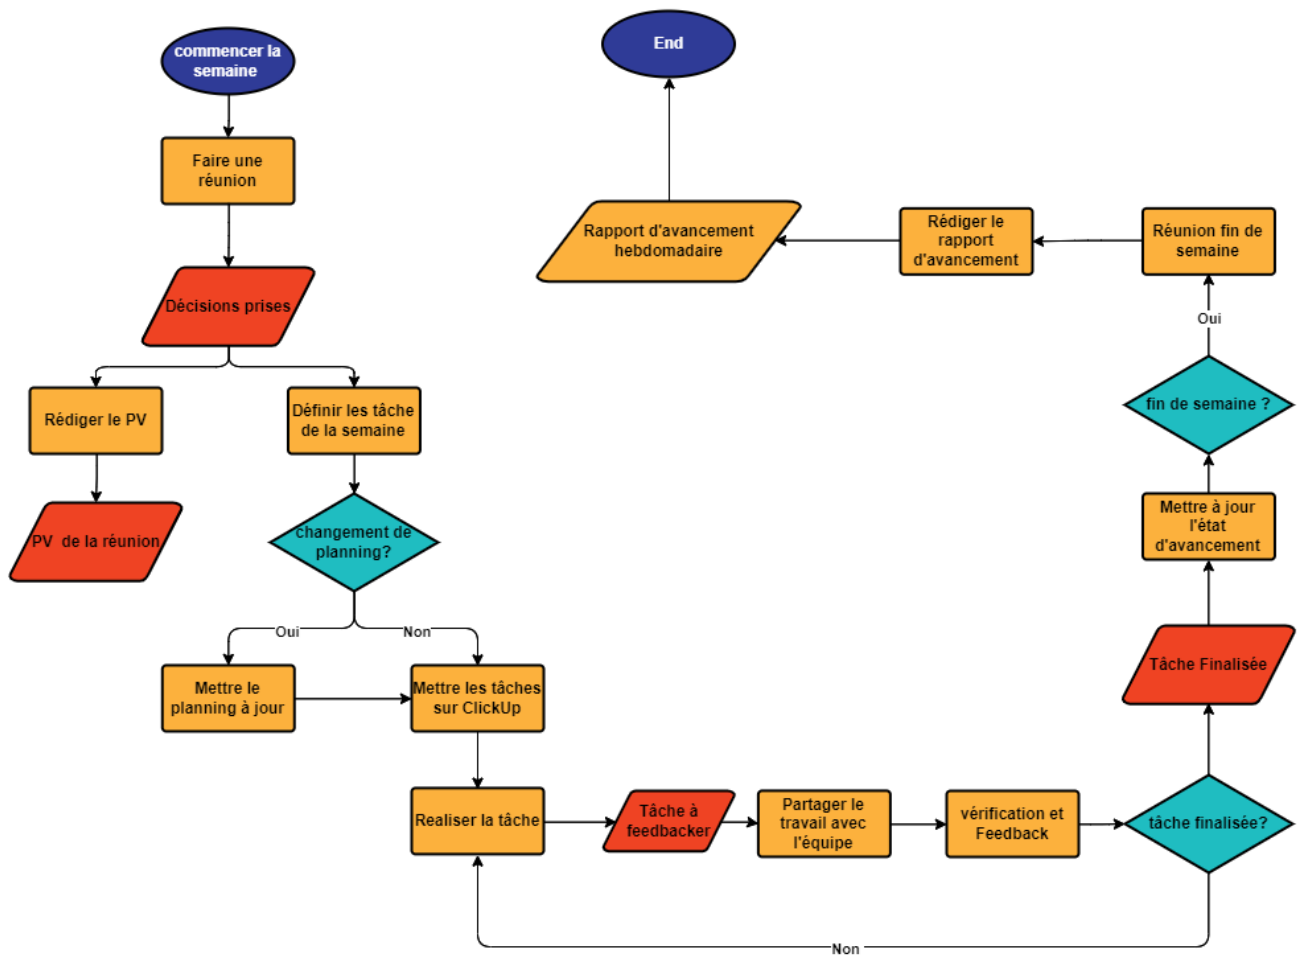 commencer la
semaine
Faire une
réunion
Décisions prises
Rédiger le PV
PV  de la réunion
Définir les tâche
de la semaine
changement de
planning?
Oui
Non
Mettre le
planning à jour
Mettre les tâches
sur ClickUp
Realiser la tâche
Tâche à
feedbacker
Partager le
travail avec
l'équipe
vérification et
Feedback
tâche finalisée?
Non
Tâche Finalisée
Mettre à jour
l'état
d'avancement
fin de semaine ?
Oui
Réunion fin de
semaine
Rédiger le
rapport
d'avancement
Rapport d'avancement
hebdomadaire
End